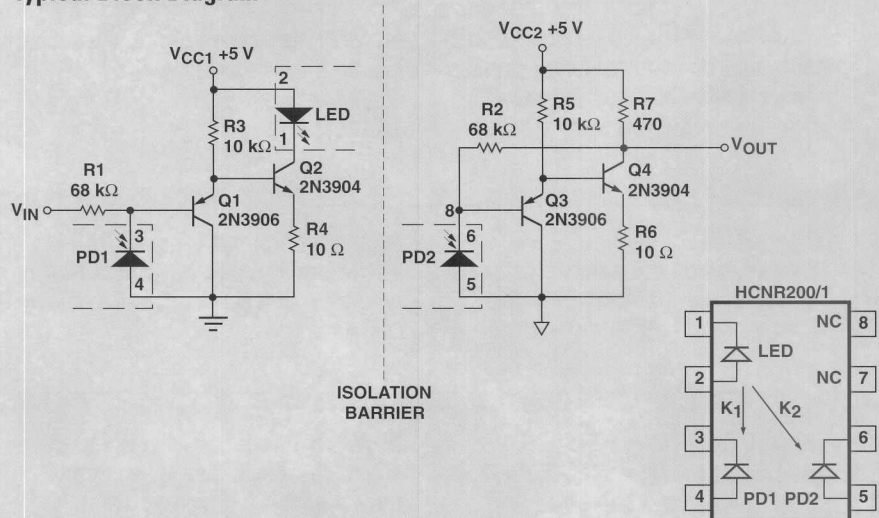 Typical Block Diagram
VCC1 +5 V
2
LED
1
R3
10 kΩ
Q2
2N3904
R1
68 kΩ
VIN
Q1
2N3906
3
PD1
4
R4
10 Ω
ISOLATION
BARRIER
VCC2 +5 V
R5
10 kΩ
R7
470
R2
68 kΩ
VOUT
Q4
2N3904
8
Q3
2N3906
6
PD2
5
R6
10 Ω
HCNR200/1
1
NC
8
LED
2
NC
7
K1
K2
3
6
4
PD1
PD2
5